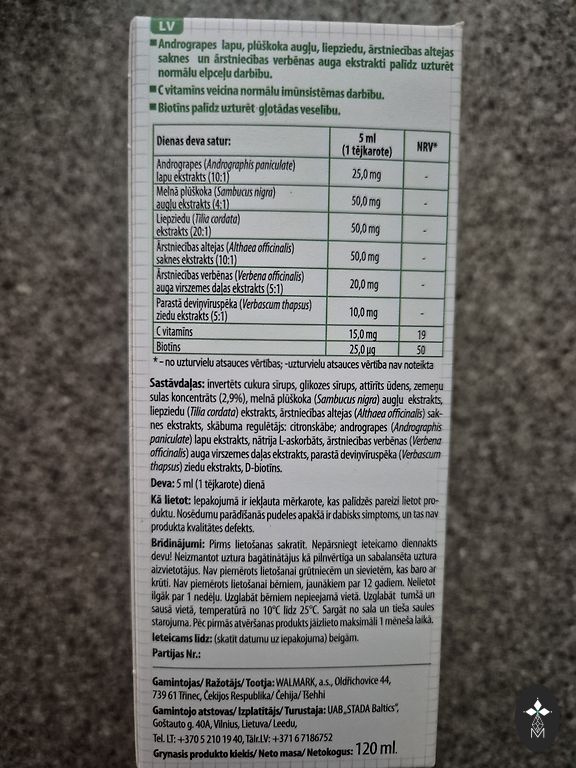 LV
▪Andrograpes lapu, plūškoka augļu, liepziedu, ārstniecības altejas
saknes un ārstniecības verbēnas auga ekstrakti palīdz uzturēt
normālu elpceļu darbību.
▪C vitamīns veicina normālu imūnsistēmas darbību.
▪Biotīns palīdz uzturēt gļotādas veselību.
Dienas deva satur: 5 ml (1 tējkarote) NRV*
Andrograpes (Andrographis paniculata)
lapu ekstrakts (10:1) 25,0 mg -
Melnā plūškoka (Sambucus nigra)
augļu ekstrakts (4:1) 50,0 mg -
Liepziedu (Tilia cordata)
ekstrakts (20:1) 50,0 mg -
Ārstniecības altejas (Althaea officinalis)
saknes ekstrakts (10:1) 50,0 mg -
Ārstniecības verbēnas (Verbena officinalis)
auga virszemes daļas ekstrakts (5:1) 20,0 mg -
Parastā deviņvīruspēka (Verbascum thapsus)
ziedu ekstrakts (5:1) 10,0 mg -
C vitamīns 15,0 mg 19
Biotīns 25,0 µg 50
* – no uzturvielu atsauces vērtības; -uzturvielu atsauces vērtība nav noteikta
Sastāvdaļas: invertēts cukura sīrups, glikozes sīrups, attīrīts ūdens, zemeņu
sulas koncentrāts (2,9%), melnā plūškoka (Sambucus nigra) augļu ekstrakts,
liepziedu (Tilia cordata) ekstrakts, ārstniecības altejas (Althaea officinalis) sak-
nes ekstrakts, skābuma regulētājs: citronskābe; andrograpes (Andrographis
paniculate) lapu ekstrakts, nātrija L-askorbāts, ārstniecības verbēnas (Verbena
officinalis) auga virszemes daļas ekstrakts, parastā deviņvīruspēka (Verbascum
thapsus) ziedu ekstrakts, D-biotīns.
Deva: 5 ml (1 tējkarote) dienā
Kā lietot: Iepakojumā ir iekļauta mērkarote, kas palīdzēs pareizi lietot pro-
duktu. Nosēdumu parādīšanās pudeles apakšā ir dabisks simptoms, un tas nav
produkta kvalitātes defekts.
Brīdinājumi: Pirms lietošanas sakratīt. Nepārsniegt ieteicamo diennakts
devu! Neizmantot uztura bagātinātājus kā pilnvērtīga un sabalansēta uztura
aizvietotājus. Nav piemērots lietošanai grūtniecēm un sievietēm, kas baro ar
krūti. Nav piemērots lietošanai bērniem, jaunākiem par 12 gadiem. Nelietot
ilgāk par 1 nedēļu. Uzglabāt bērniem nepieejamā vietā. Uzglabāt tumšā un
sausā vietā, temperatūrā no 10°C līdz 25°C. Sargāt no sala un tieša saules
starojuma. Pēc pirmās atvēršanas produkts jāizlieto maksimāli 1 mēneša laikā.
Ieteicams līdz: (skatīt datumu uz iepakojuma) beigām.
Partijas Nr.:
Gamintojas/ Ražotājs/ Tootja: WALMARK, a.s., Oldřichovice 44,
739 61 Třinec, Čekijos Respublika/ Čehija/ Tšehhi
Gamintojo atstovas/ Izplatītājs/ Turustaja: UAB „STADA Baltics",
Goštauto g. 40A, Vilnius, Lietuva/ Leedu,
Tel. LT: +370 5 210 19 40, Tālr.LV: +371 6 7186752
Grynasis produkto kiekis/ Neto masa/ Netokogus: 120 ml.
M